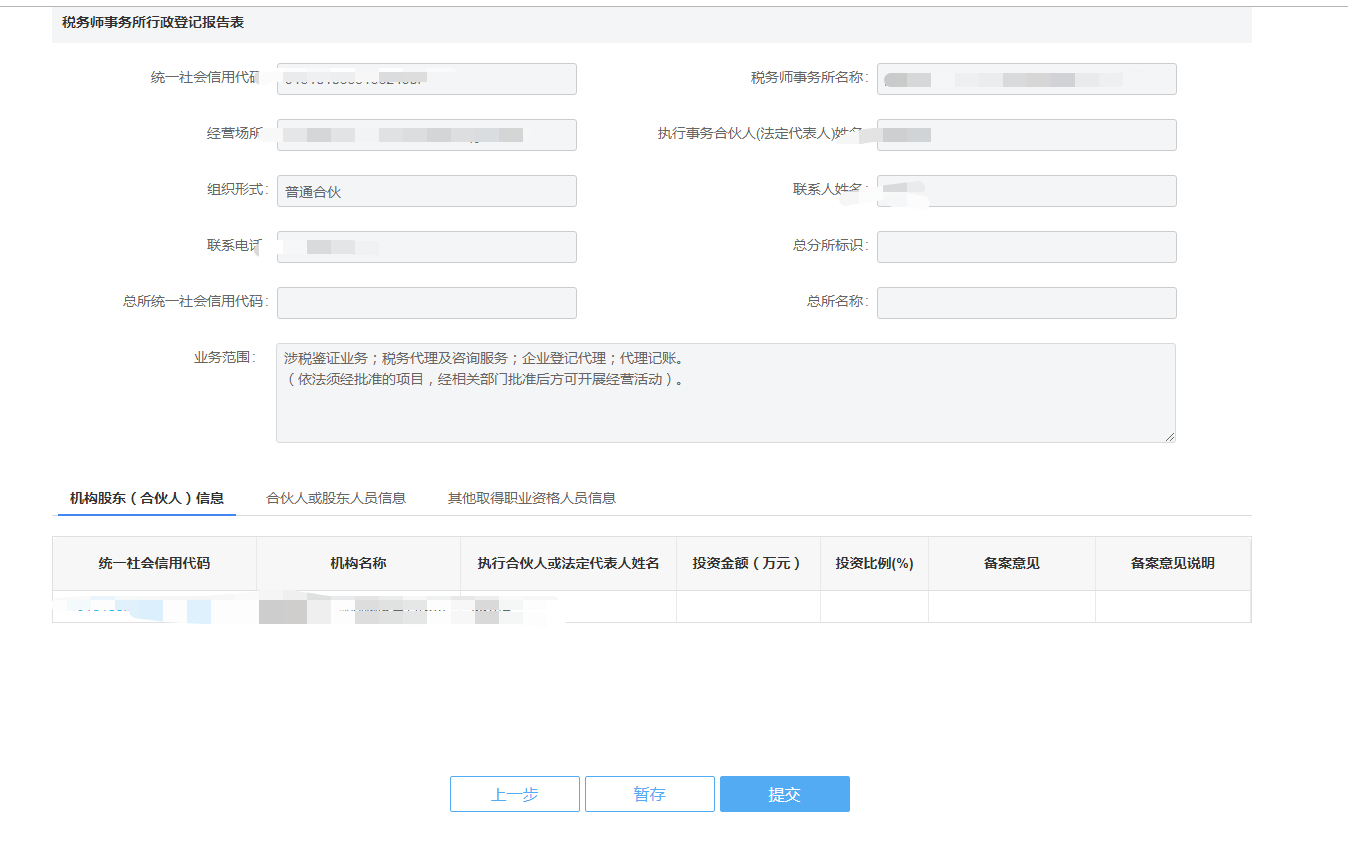 税务师事务所行政登记报告表
统一社会信用代码
税务师事务所名称:
经营场所
执行事务合伙人(法定代表人)姓名
组织形式: 普通合伙
联系人姓名:
联系电话
总分所标识:
总所统一社会信用代码:
总所名称:
业务范围: 涉税鉴证业务；税务代理及咨询服务；企业登记代理；代理记账。
（依法须经批准的项目，经相关部门批准后方可开展经营活动）。
机构股东（合伙人）信息 合伙人或股东人员信息 其他取得职业资格人员信息
统一社会信用代码 机构名称 执行合伙人或法定代表人姓名 投资金额（万元） 投资比例(%) 备案意见 备案意见说明
上一步 暂存 提交